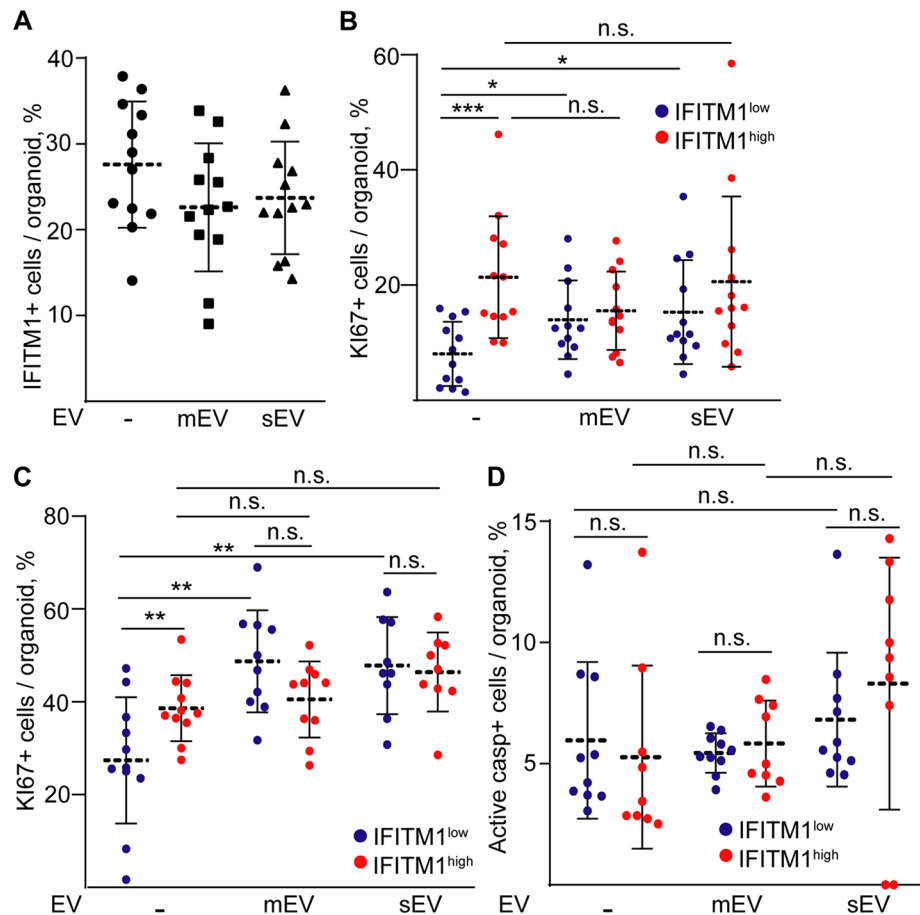 A
IFITM1+ cells / organoid, %
40
30
20
10
EV - mEV sEV
B
KI67+ cells / organoid, %
60
40
20
n.s.
*
*
***
n.s.
IFITM1low
IFITM1high
- mEV sEV
C
KI67+ cells / organoid, %
80
60
40
20
n.s.
n.s.
n.s.
**
n.s.
**
**
IFITM1low
IFITM1high
EV - mEV sEV
D
Active casp+ cells / organoid, %
15
10
5
n.s.
n.s.
n.s.
n.s.
n.s.
n.s.
IFITM1low
IFITM1high
EV - mEV sEV